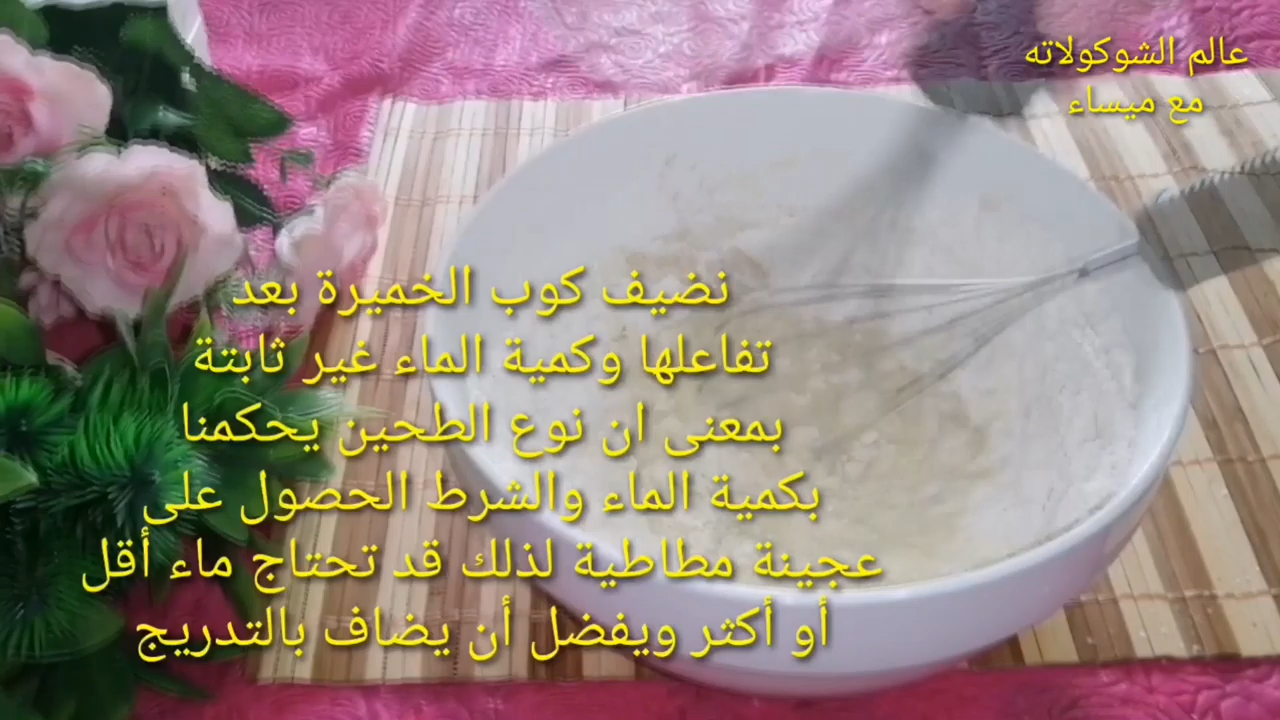 عالم الشوكولاته
مع ميساء
نضيف كوب الخميرة بعد
تفاعلها وكمية الماء غير ثابتة
بمعنى ان نوع الطحين يحكمنا
بكمية الماء والشرط الحصول على
عجينة مطاطية لذلك قد تحتاج ماء أقل
أو أكثر ويفضل أن يضاف بالتدريج